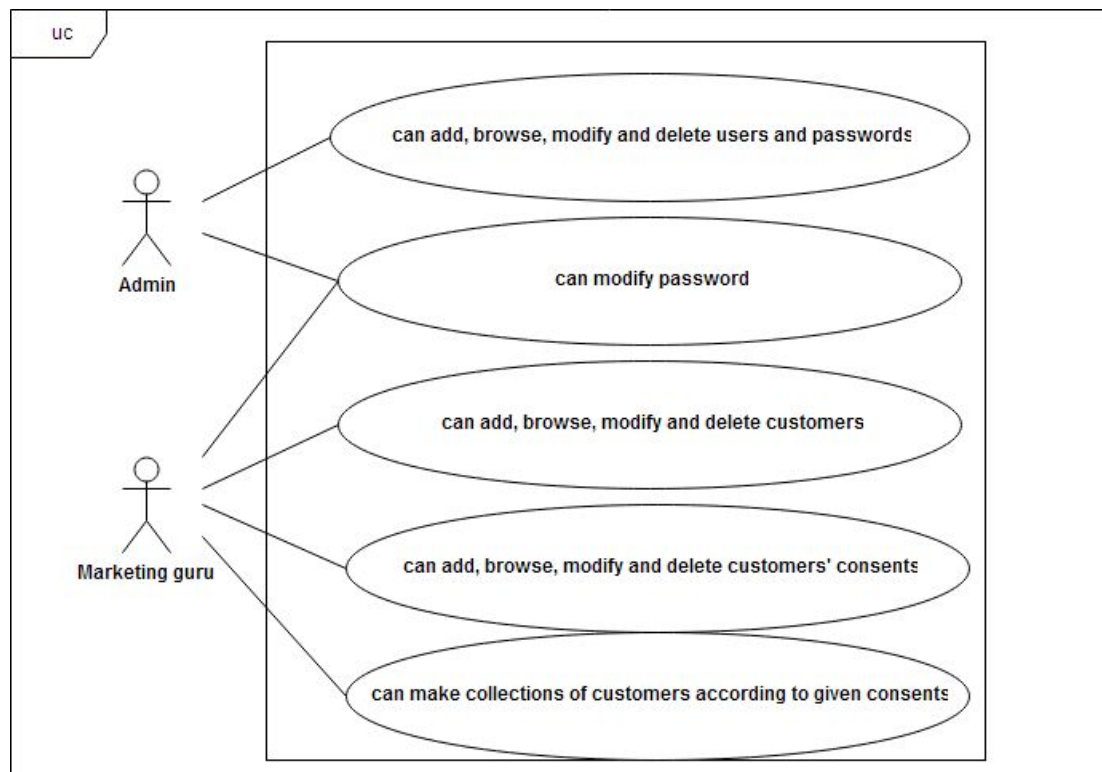 uc
can add, browse, modify and delete users and passwords
can modify password
Admin
can add, browse, modify and delete customers
can add, browse, modify and delete customers' consents
Marketing guru
can make collections of customers according to given consents